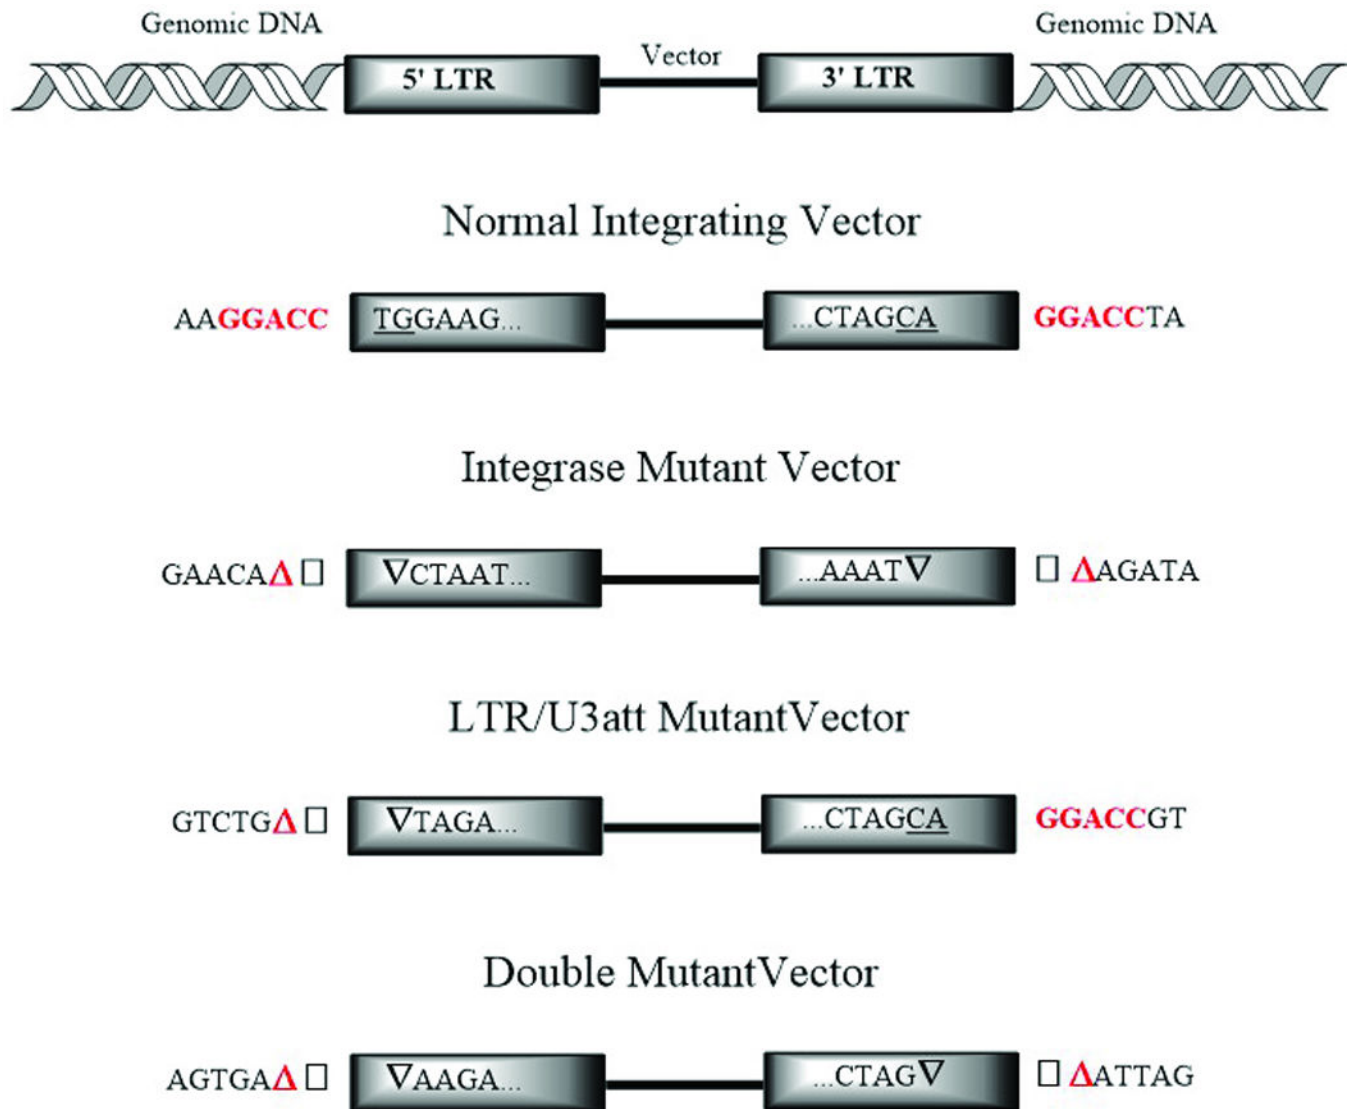 Genomic DNA
Genomic DNA
5' LTR
Vector
3' LTR
Normal Integrating Vector
AAGGACC TGGAAG... ...CTAGCA GGACCTA
Integrase Mutant Vector
GAACAΔ □ ∇CTAAT... ...AAAT∇ □ ΔAGATA
LTR/U3att MutantVector
GTCTGΔ □ ∇TAGA... ...CTAGCA GGACCGT
Double MutantVector
AGTGAΔ □ ∇AAGA... ...CTAG∇ □ ΔATTAG